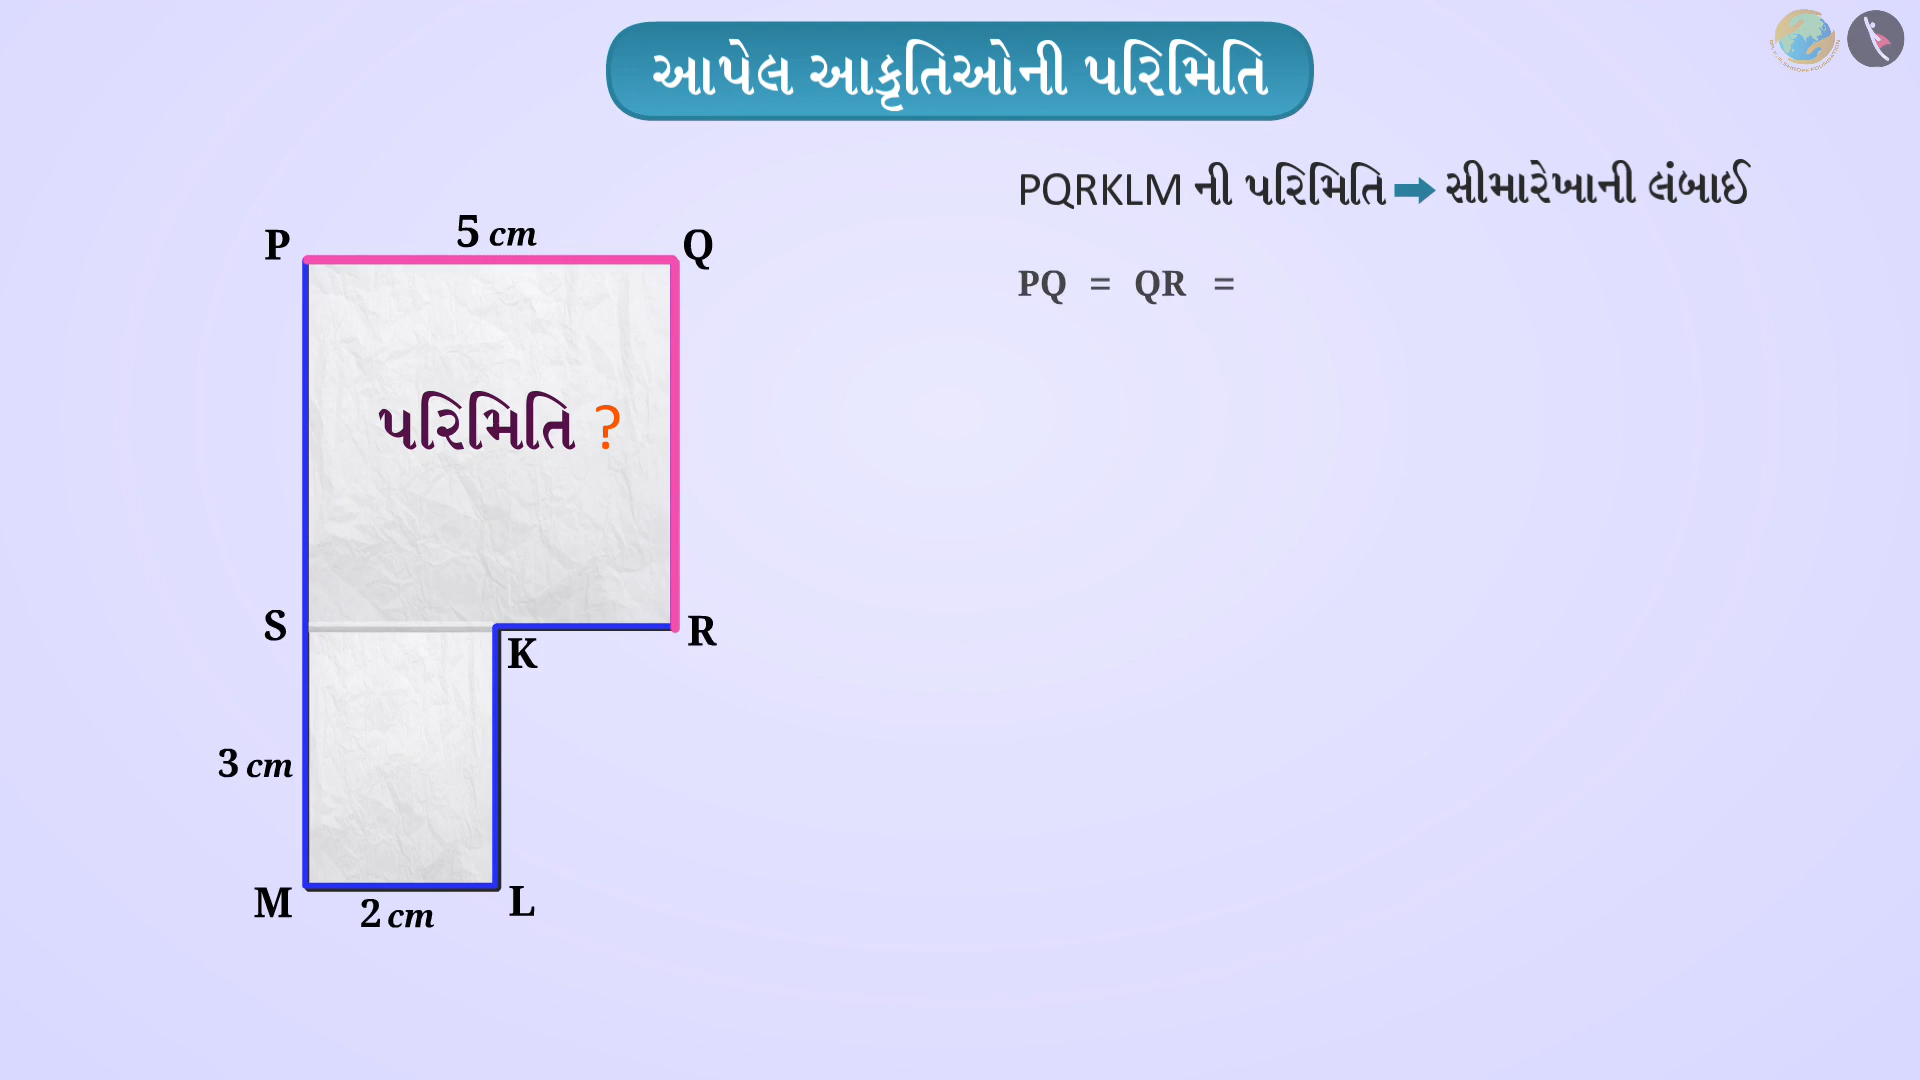 આપેલ આકૃતિઓની પરિમિતિ
PQRKLM ની પરિમિતિ ➡ સીમારેખાની લંબાઈ
PQ = QR =
5 cm
P
Q
પરિમિતિ ?
S
K
R
3 cm
M
L
2 cm